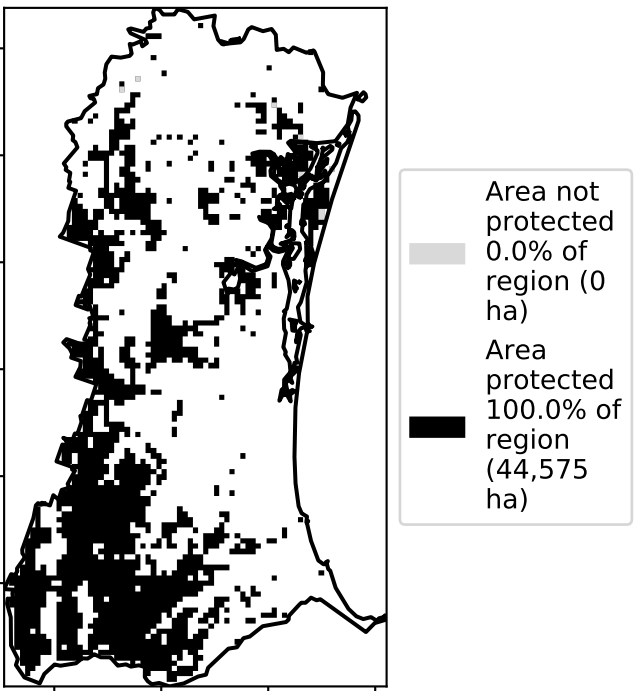 Area not
protected
0.0% of
region (0
ha)
Area
protected
100.0% of
region
(44,575
ha)